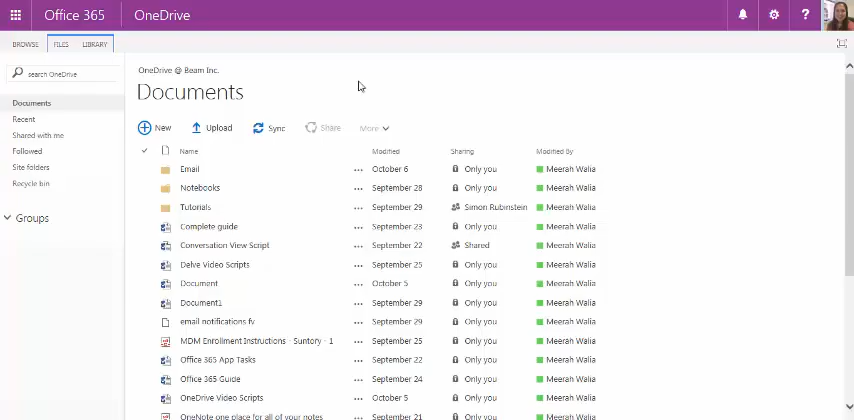 Office 365 OneDrive ?
BROWSE FILES LIBRARY
search OneDrive
Documents
Recent
Shared with me
Followed
Site folders
Recycle bin
Groups
OneDrive @ Beam Inc.
Documents
New Upload Sync Share More
Name Modified Sharing Modified By
Email ... October 6 Only you Meerah Walia
Notebooks ... September 28 Only you Meerah Walia
Tutorials ... September 29 Simon Rubinstein Meerah Walia
Complete guide ... September 23 Only you Meerah Walia
Conversation View Script ... September 22 Shared Meerah Walia
Delve Video Scripts ... September 25 Only you Meerah Walia
Document ... October 5 Only you Meerah Walia
Document1 ... September 29 Only you Meerah Walia
email notifications fv ... September 29 Only you Meerah Walia
MDM Enrollment Instructions - Suntory - 1 ... September 25 Only you Meerah Walia
Office 365 App Tasks ... September 22 Only you Meerah Walia
Office 365 Guide ... September 24 Only you Meerah Walia
OneDrive Video Scripts ... October 5 Only you Meerah Walia
OneNote one place for all of your notes ... September 21 Only you Meerah Walia